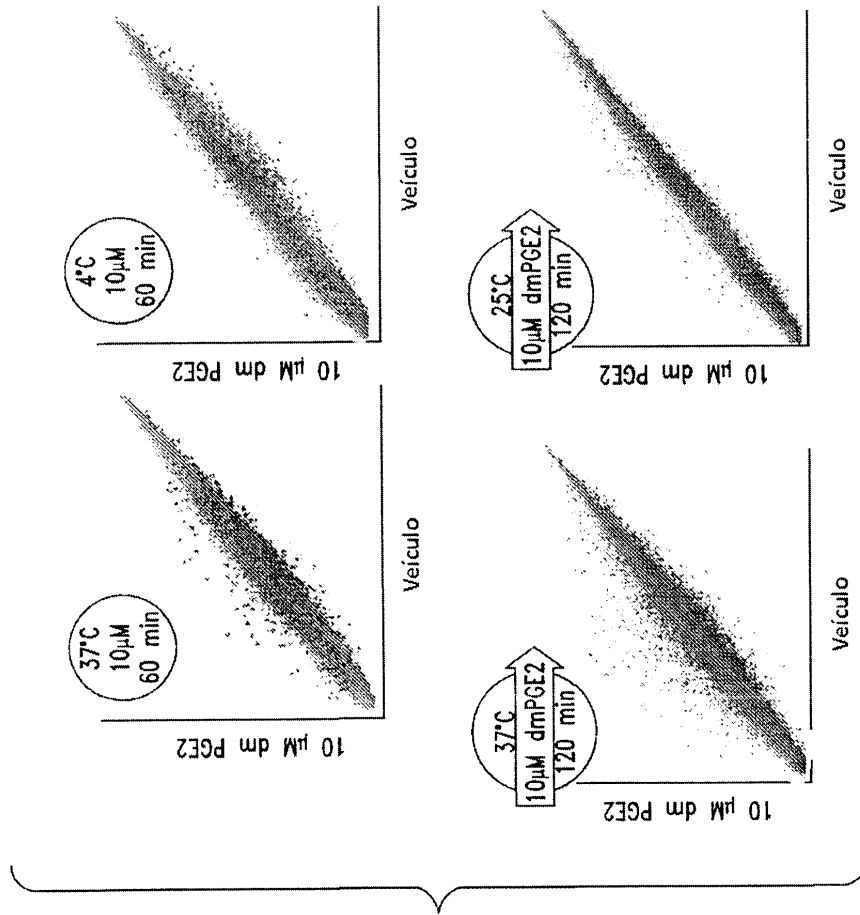 37°C
10µM
60 min
10 µM dm PGE2
Veículo
4°C
10µM
60 min
10 µM dm PGE2
Veículo
37°C
10µM dmPGE2
120 min
10 µM dm PGE2
Veículo
25°C
10µM dmPGE2
120 min
10 µM dm PGE2
Veículo